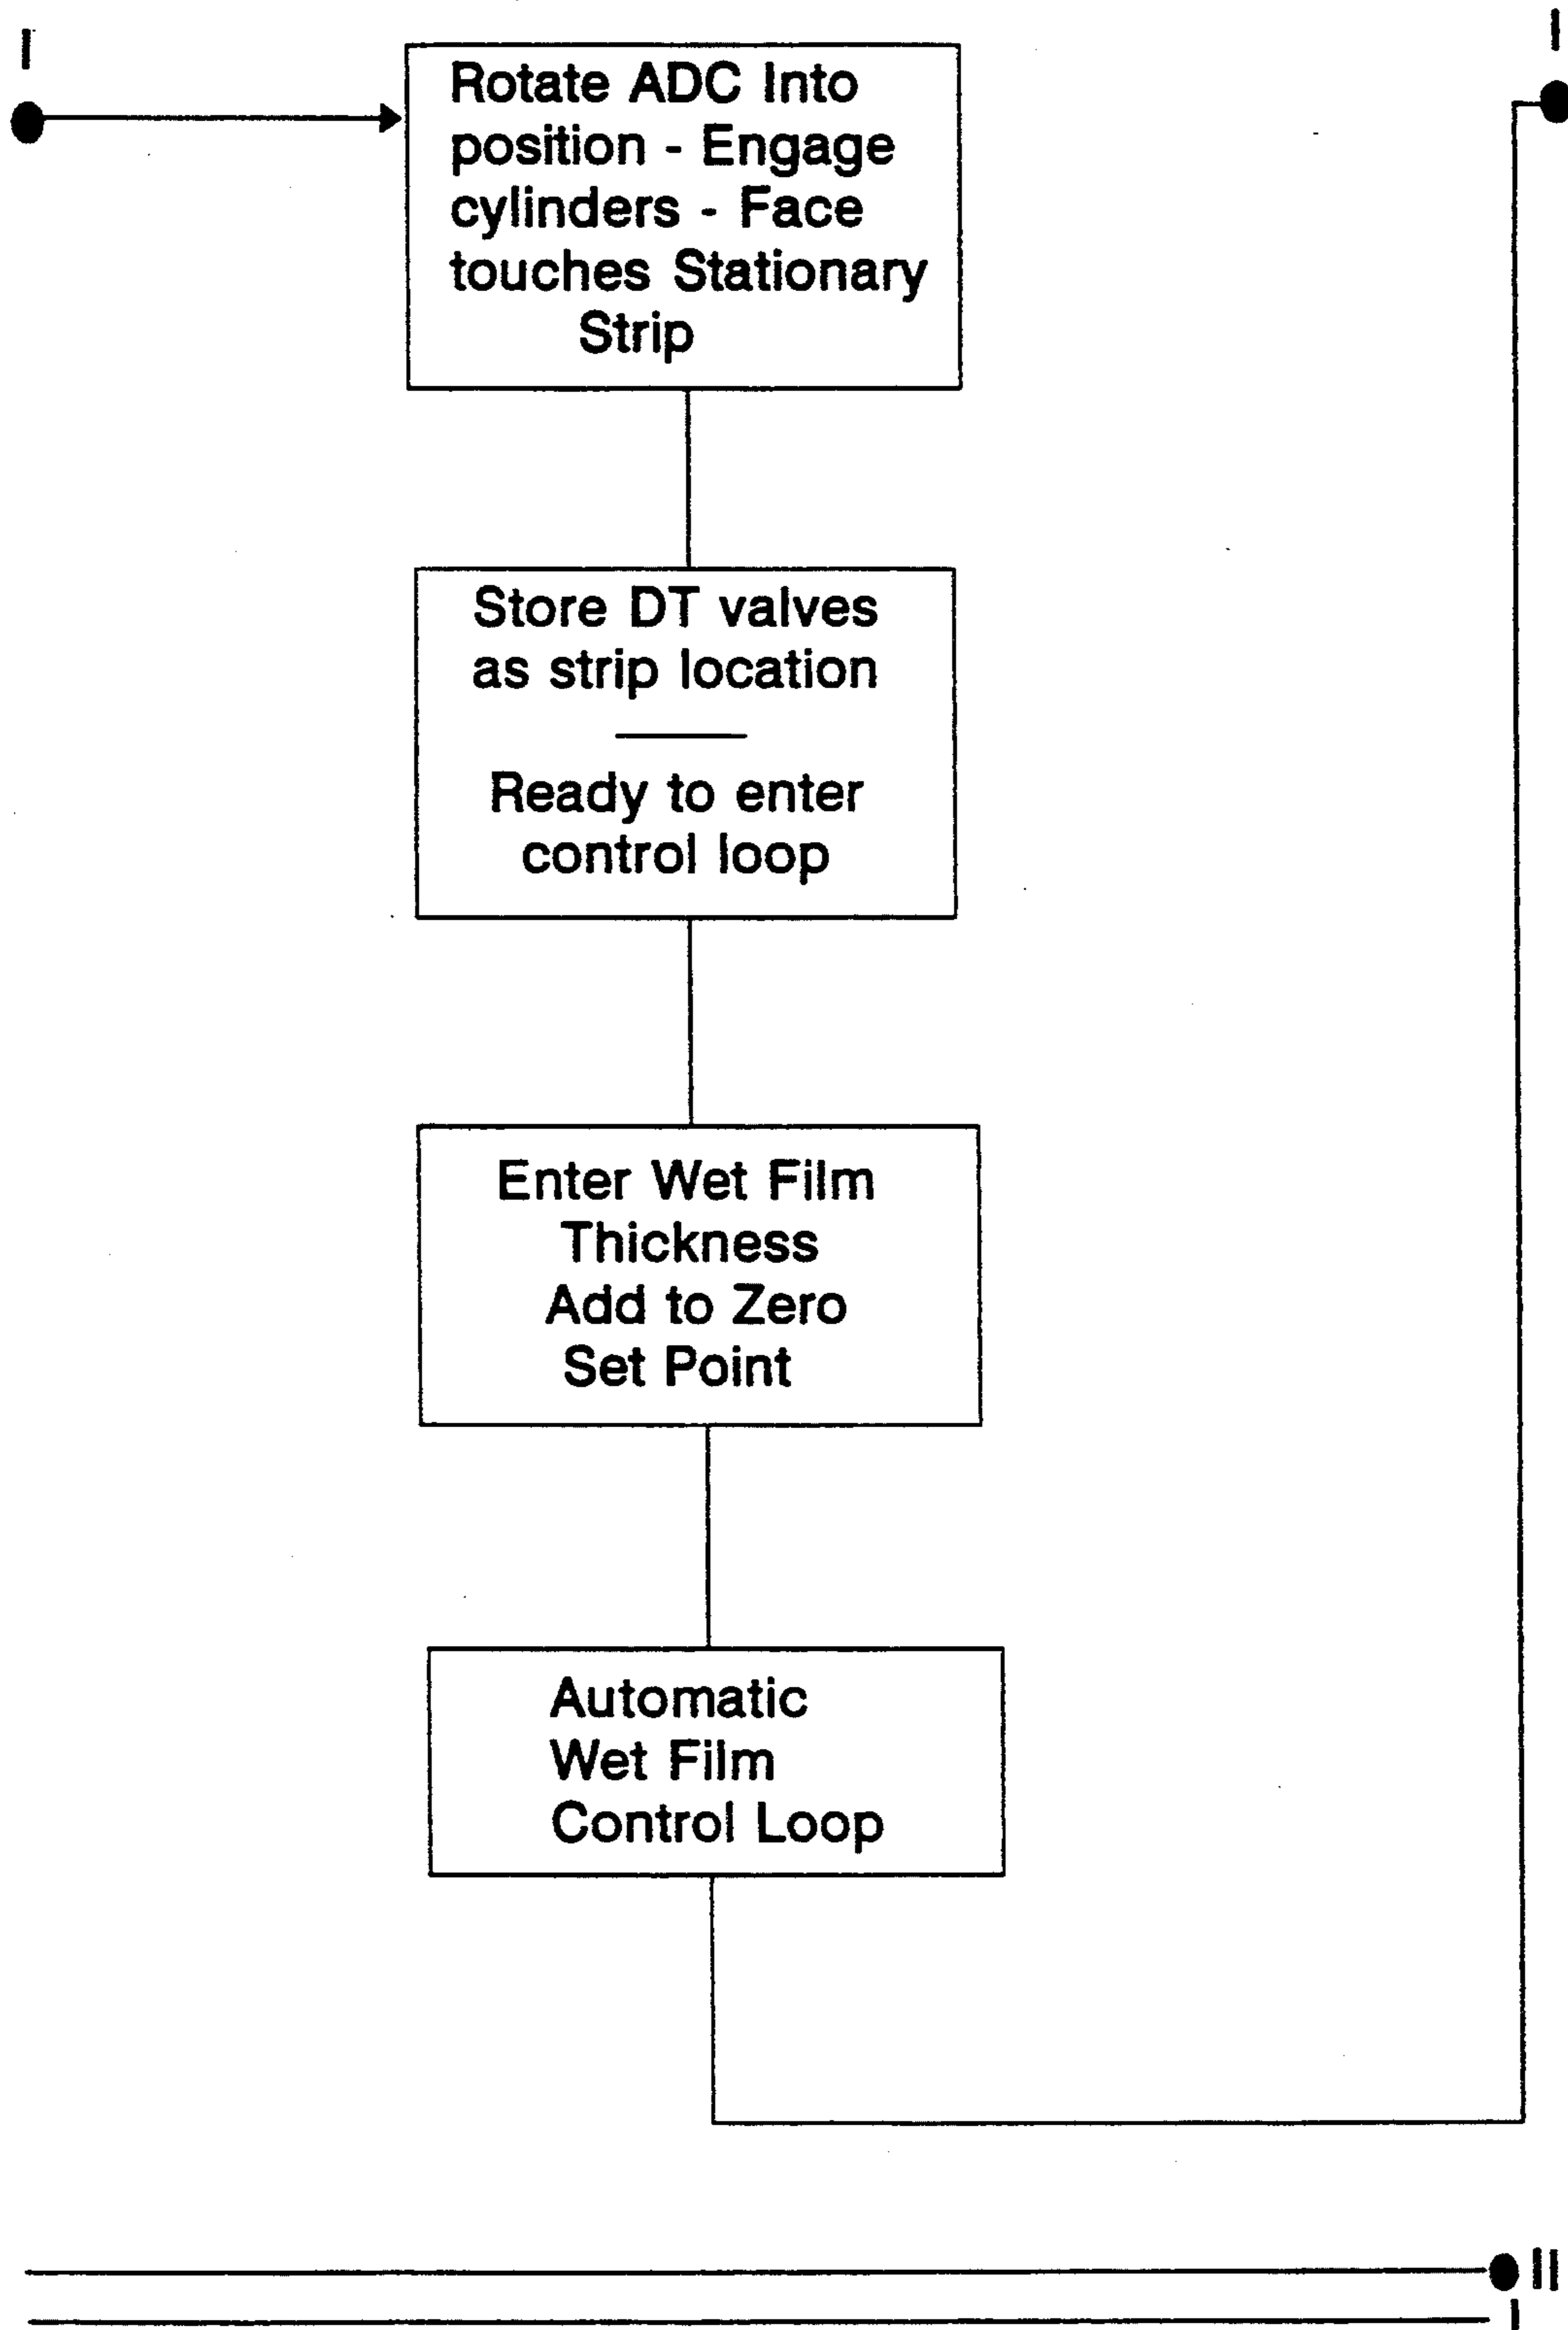 I
I
Rotate ADC Into
position - Engage
cylinders - Face
touches Stationary
Strip
Store DT valves
as strip location
Ready to enter
control loop
Enter Wet Film
Thickness
Add to Zero
Set Point
Automatic
Wet Film
Control Loop
II
I